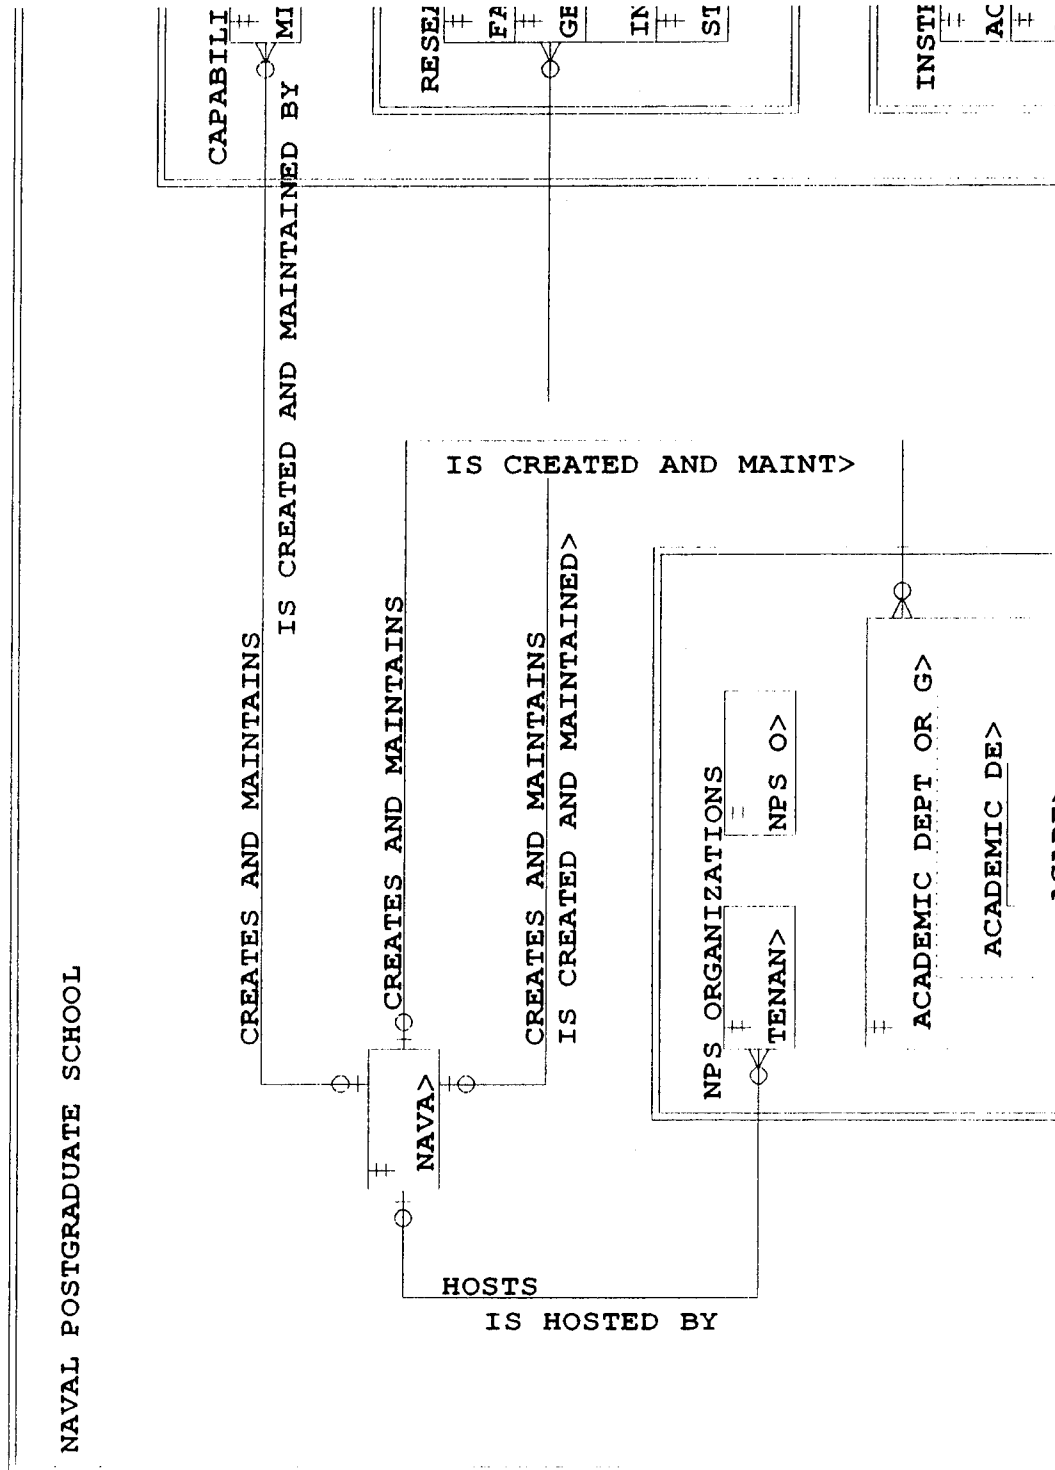 NAVAL POSTGRADUATE SCHOOL
CREATES AND MAINTAINS
IS CREATED AND MAINTAINED BY
CAPABILI
MI
CREATES AND MAINTAINS
IS CREATED AND MAINT>
CREATES AND MAINTAINS
IS CREATED AND MAINTAINED>
RESEA
FA
GE
IN
ST
INSTI
AC
NAVA>
HOSTS
IS HOSTED BY
NPS ORGANIZATIONS
TENAN>
NPS O>
ACADEMIC DEPT OR G>
ACADEMIC DE>